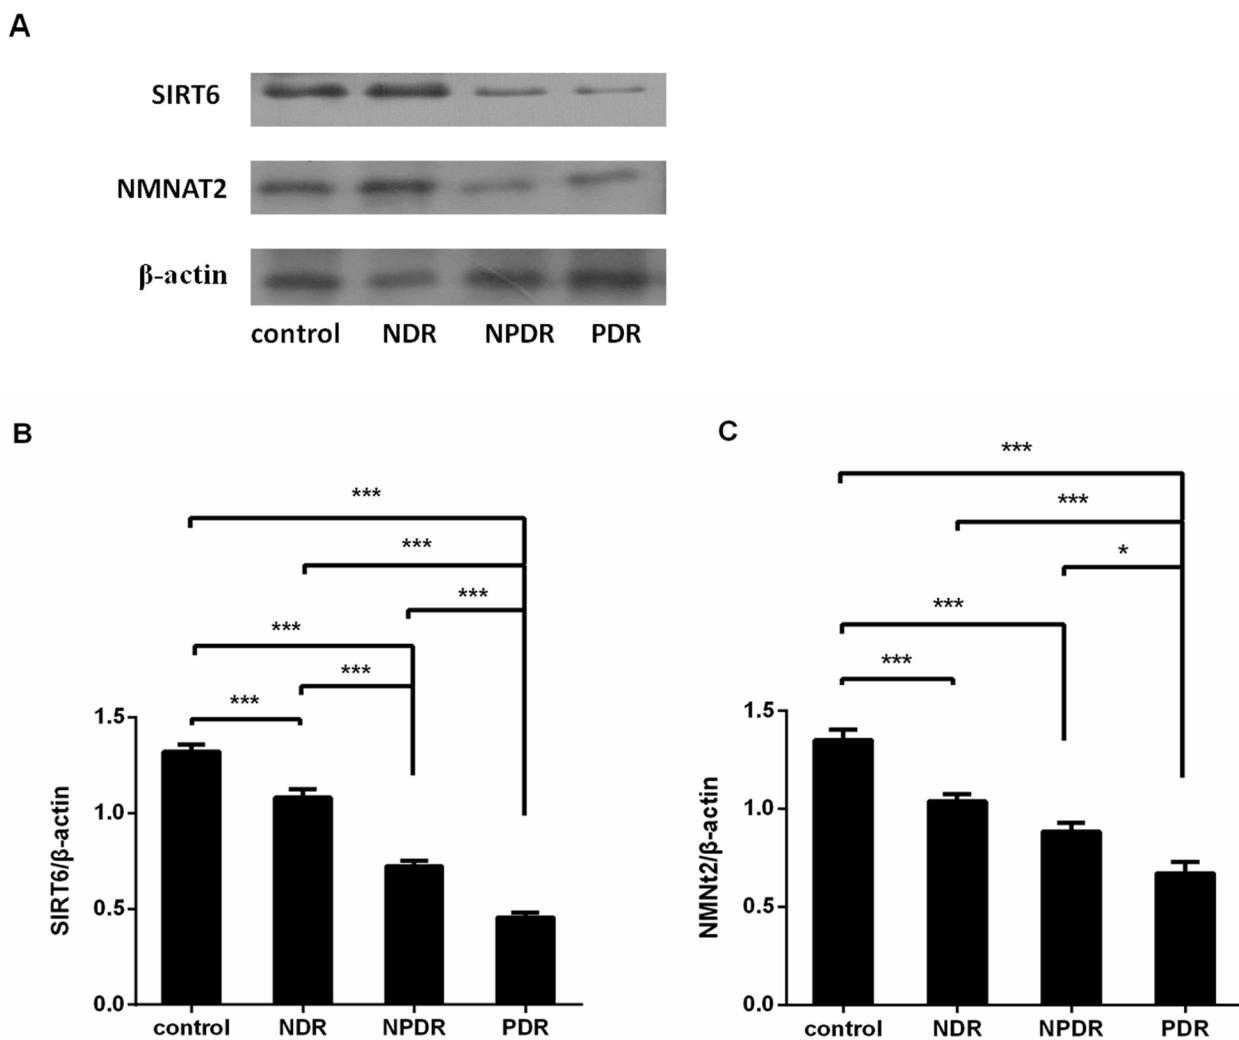 A
SIRT6
NMNAT2
β-actin
control NDR NPDR PDR
B
***
***
***
***
***
***
1.5
1.0
0.5
0.0
SIRT6/β-actin
control NDR NPDR PDR
C
***
***
*
***
***
1.5
1.0
0.5
0.0
NMNt2/β-actin
control NDR NPDR PDR